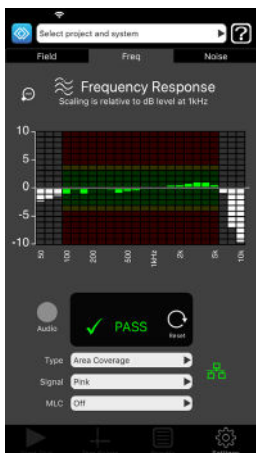 Select project and system ?
Field Freq Noise
Frequency Response
Scaling is relative to dB level at 1kHz
10
5
0
-5
-10
50 100 200 500 1kHz 2k 5k 10k
Audio PASS Reset
Type Area Coverage
Signal Pink
MLC Off